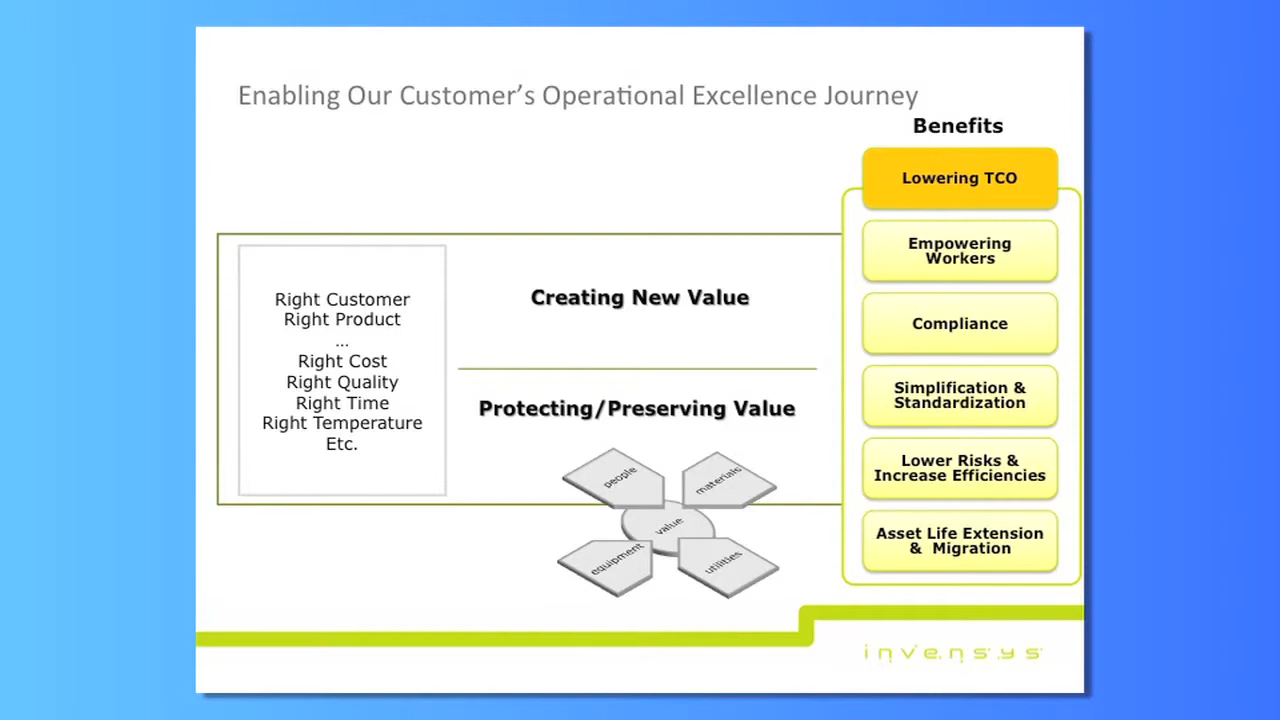 Enabling Our Customer's Operational Excellence Journey
Benefits
Lowering TCO
Empowering
Workers
Compliance
Simplification &
Standardization
Lower Risks &
Increase Efficiencies
Asset Life Extension
& Migration
Right Customer
Right Product
...
Right Cost
Right Quality
Right Time
Right Temperature
Etc.
Creating New Value
Protecting/Preserving Value
people
materials
value
equipment
utilities
invensys